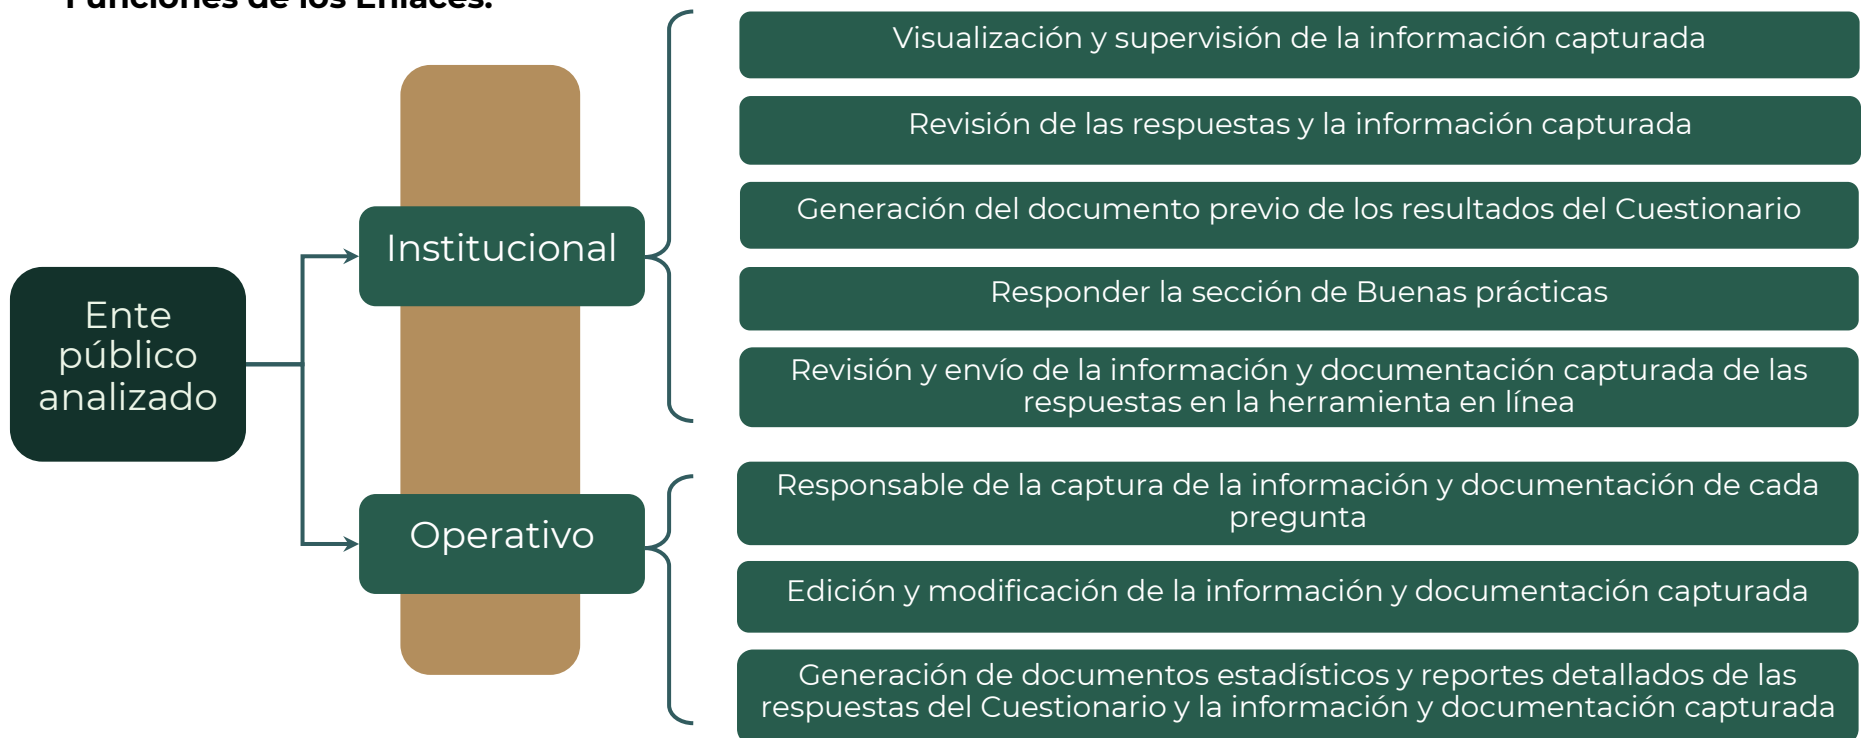 Funciones de los Enlaces.
Ente
público
analizado
Institucional
Visualización y supervisión de la información capturada
Revisión de las respuestas y la información capturada
Generación del documento previo de los resultados del Cuestionario
Responder la sección de Buenas prácticas
Revisión y envío de la información y documentación capturada de las
respuestas en la herramienta en línea
Operativo
Responsable de la captura de la información y documentación de cada
pregunta
Edición y modificación de la información y documentación capturada
Generación de documentos estadísticos y reportes detallados de las
respuestas del Cuestionario y la información y documentación capturada